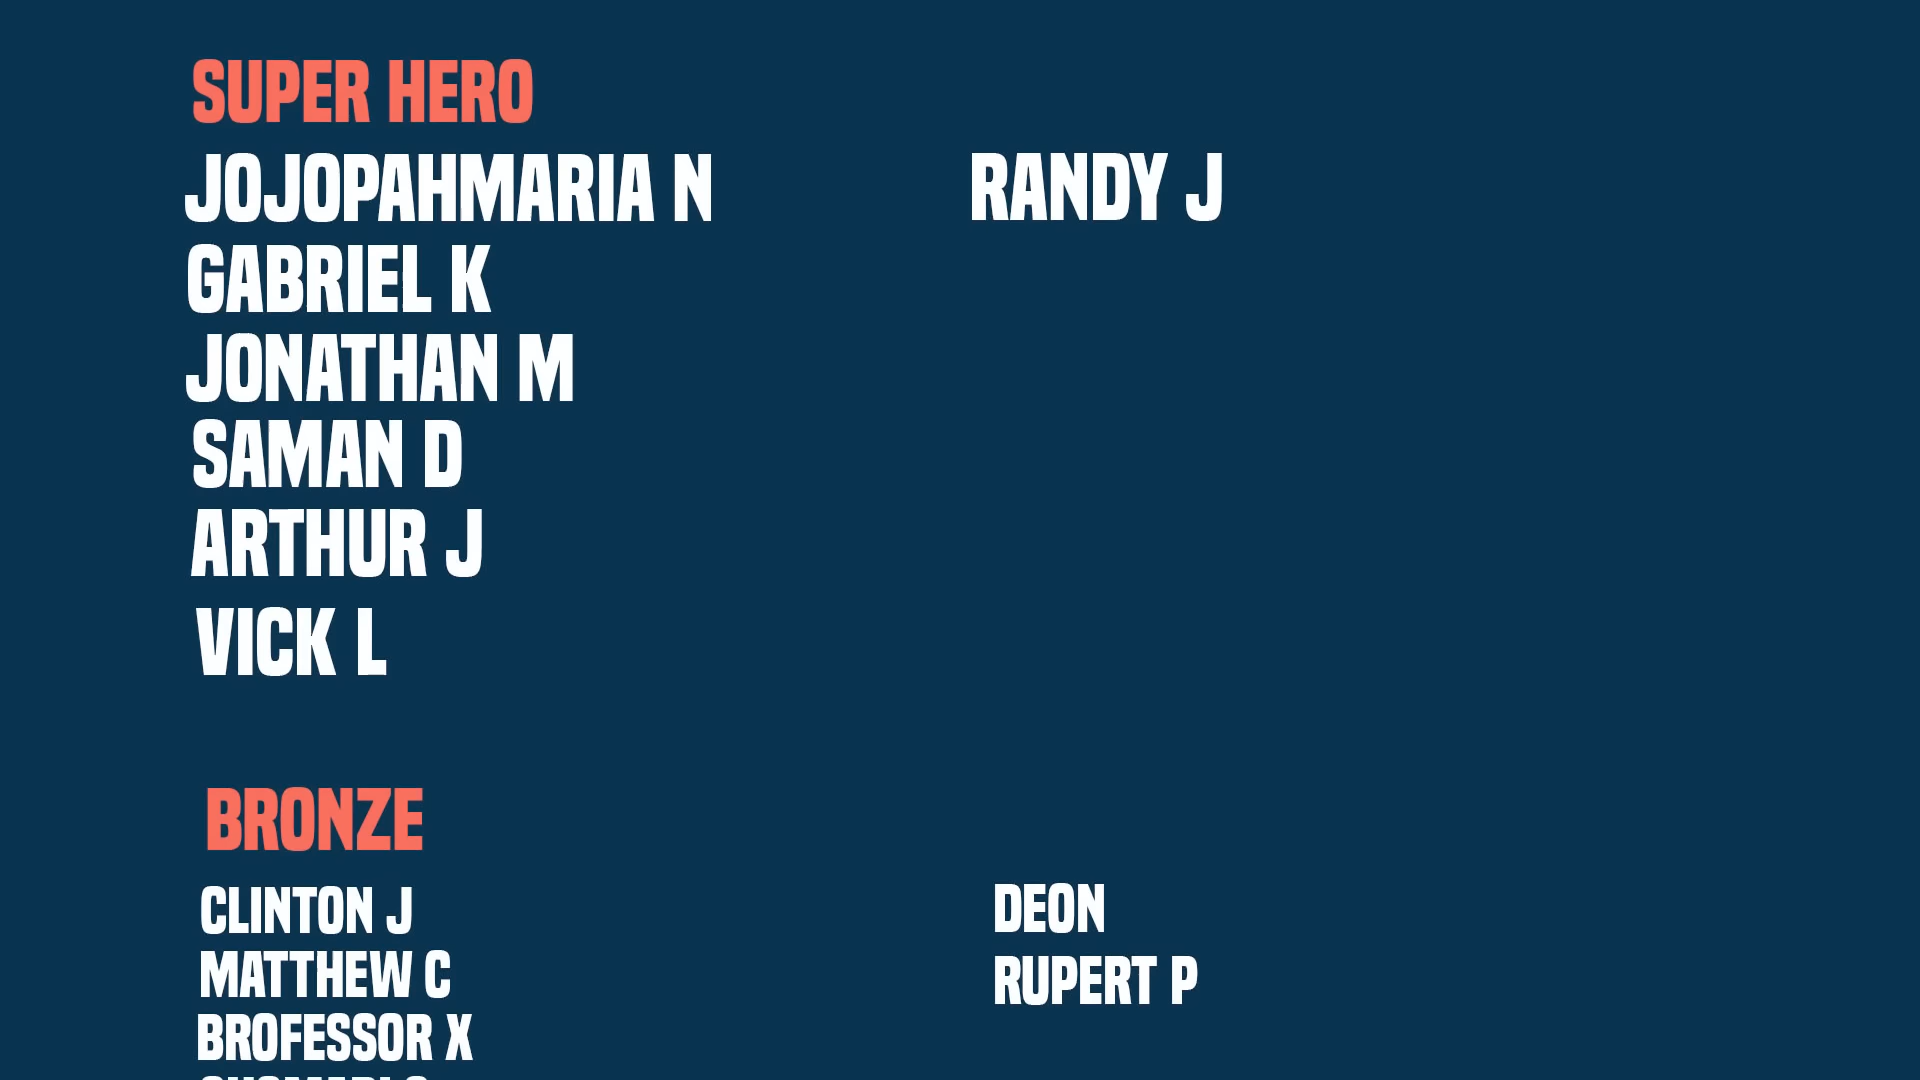 SUPER HERO
JOJOPAHMARIA N
GABRIEL K
JONATHAN M
SAMAN D
ARTHUR J
VICK L
RANDY J
BRONZE
CLINTON J
MATTHEW C
BROFESSOR X
DEON
RUPERT P